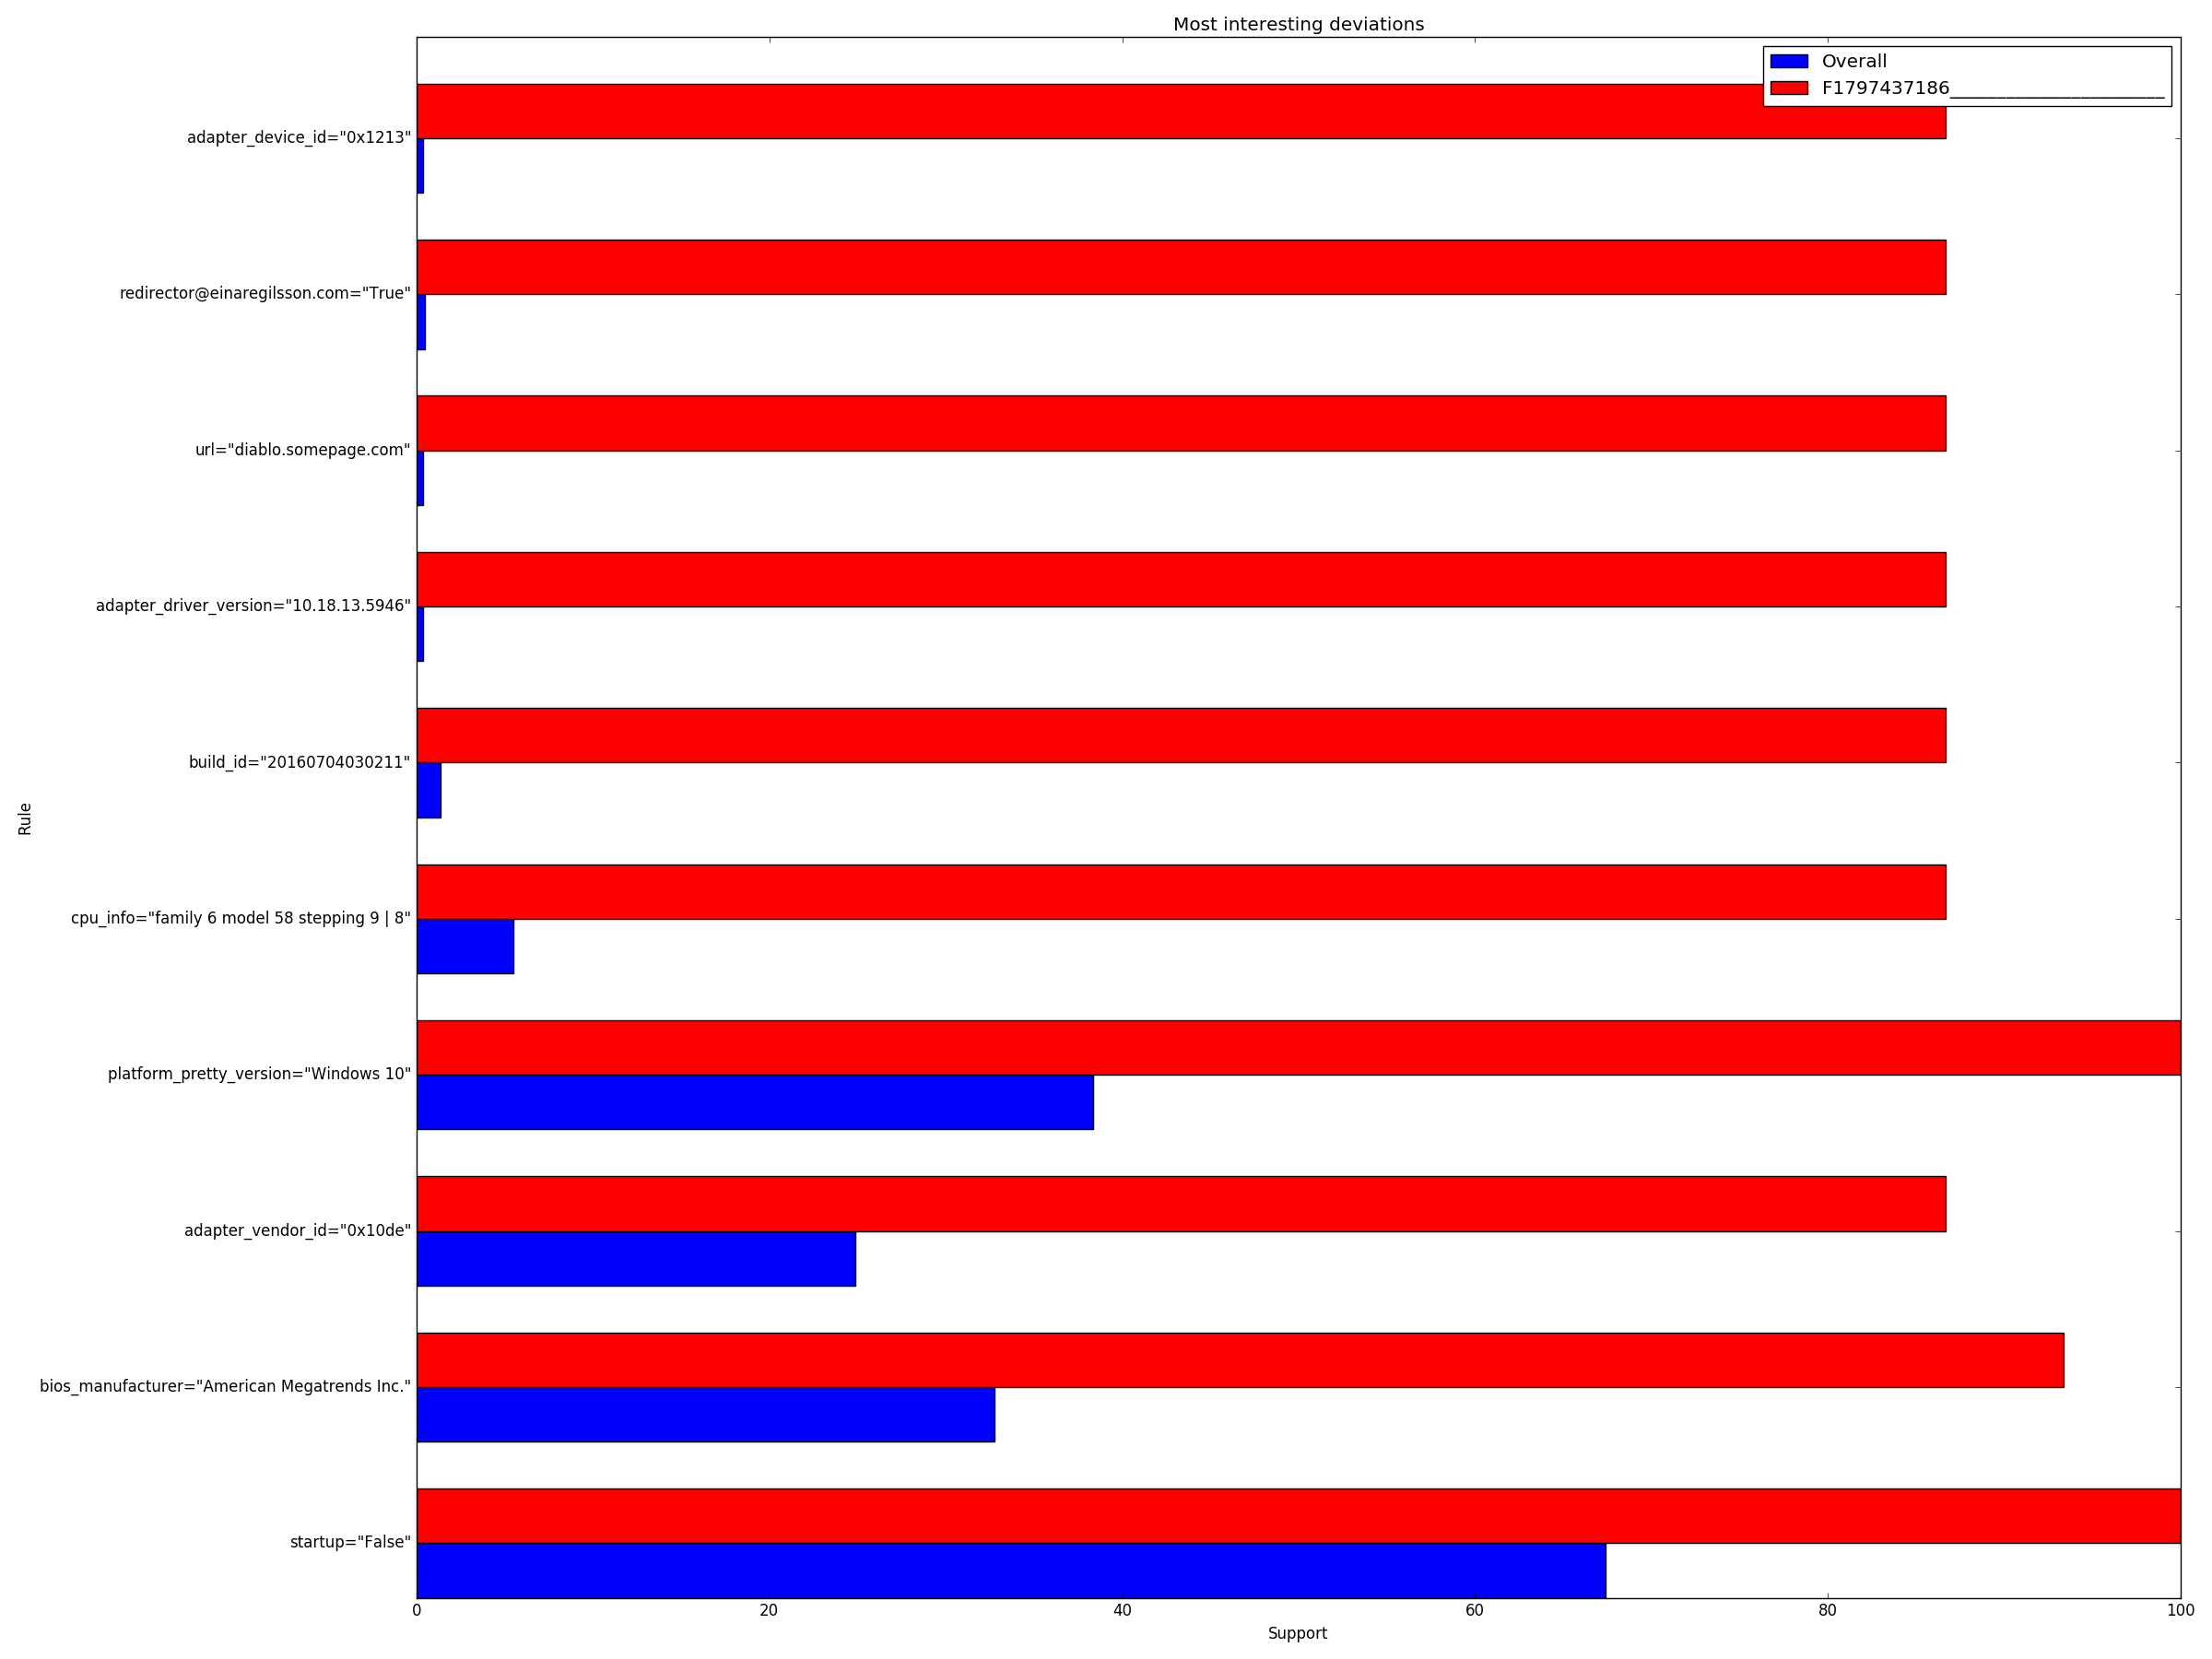 Most interesting deviations
Overall
F1797437186_______________________
adapter_device_id="0x1213"
redirector@einaregilsson.com="True"
url="diablo.somepage.com"
adapter_driver_version="10.18.13.5946"
build_id="20160704030211"
cpu_info="family 6 model 58 stepping 9 | 8"
platform_pretty_version="Windows 10"
adapter_vendor_id="0x10de"
bios_manufacturer="American Megatrends Inc."
startup="False"
Rule
0 20 40 60 80 100
Support